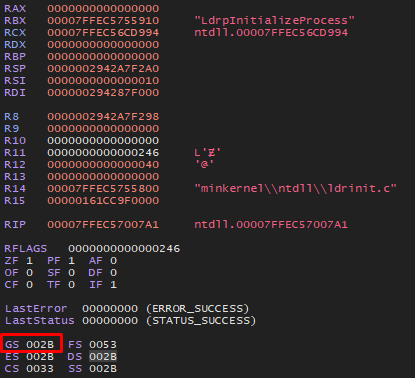 RAX 0000000000000000
RBX 00007FFEC5755910 "LdrpInitializeProcess"
RCX 00007FFEC56CD994 ntdll.00007FFEC56CD994
RDX 0000000000000000
RBP 0000000000000000
RSP 0000002942A7F2A0
RSI 0000000000000010
RDI 000000294287F000
R8 0000002942A7F298
R9 0000000000000000
R10 0000000000000000
R11 0000000000000246 L'Ɇ'
R12 0000000000000040 '@'
R13 0000000000000000
R14 00007FFEC5755800 "minkernel\\ntdll\\ldrinit.c"
R15 00000161CC9F0000
RIP 00007FFEC57007A1 ntdll.00007FFEC57007A1
RFLAGS 0000000000000246
ZF 1 PF 1 AF 0
OF 0 SF 0 DF 0
CF 0 TF 0 IF 1
LastError 00000000 (ERROR_SUCCESS)
LastStatus 00000000 (STATUS_SUCCESS)
GS 002B FS 0053
ES 002B DS 002B
CS 0033 SS 002B